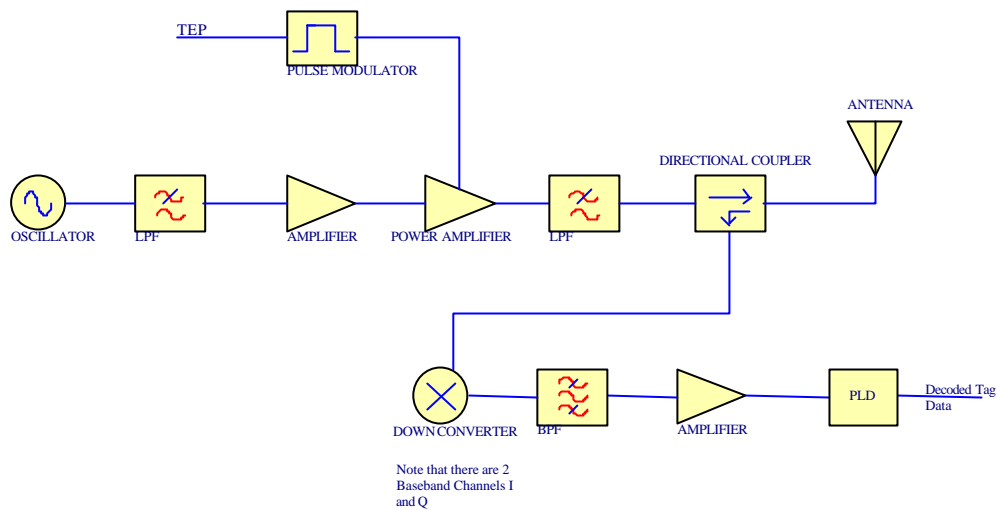 TEP
PULSE MODULATOR
ANTENNA
DIRECTIONAL COUPLER
OSCILLATOR
LPF
AMPLIFIER
POWER AMPLIFIER
LPF
PLD
Decoded Tag
Data
DOWN CONVERTER
BPF
AMPLIFIER
Note that there are 2
Baseband Channels I
and Q